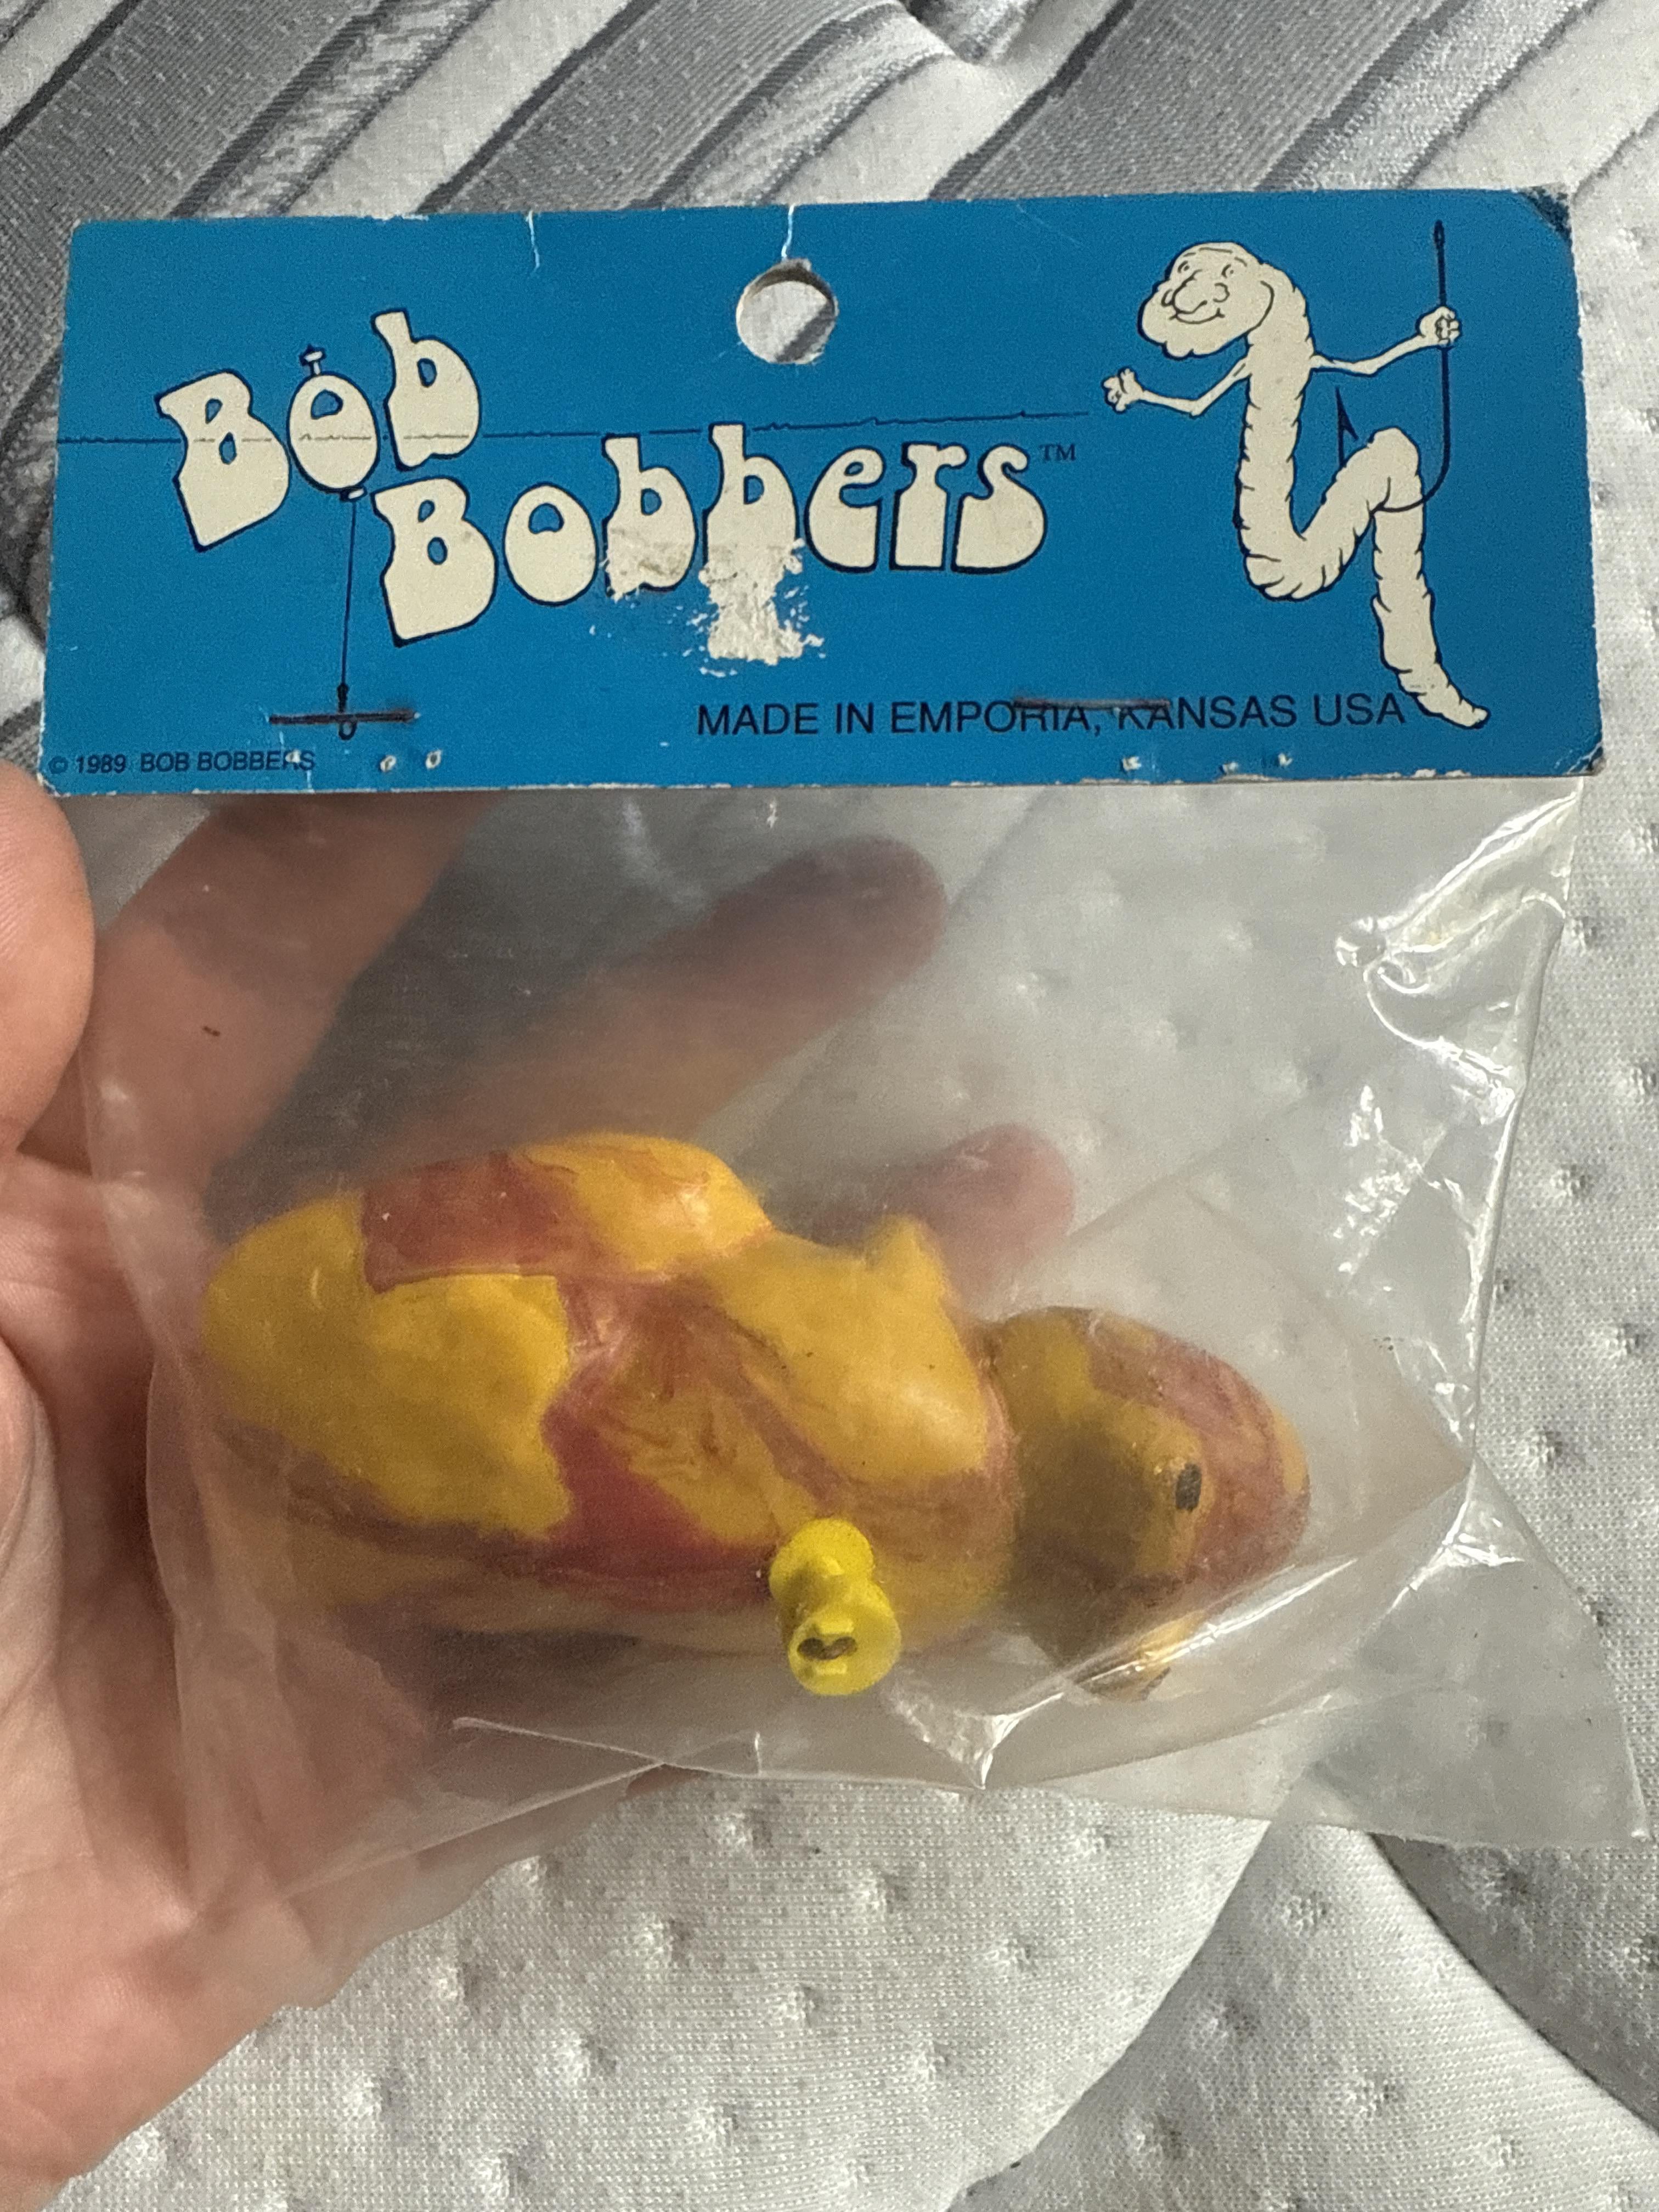 Bob
Bobbers™
MADE IN EMPORIA, KANSAS USA
© 1989 BOB BOBBERS